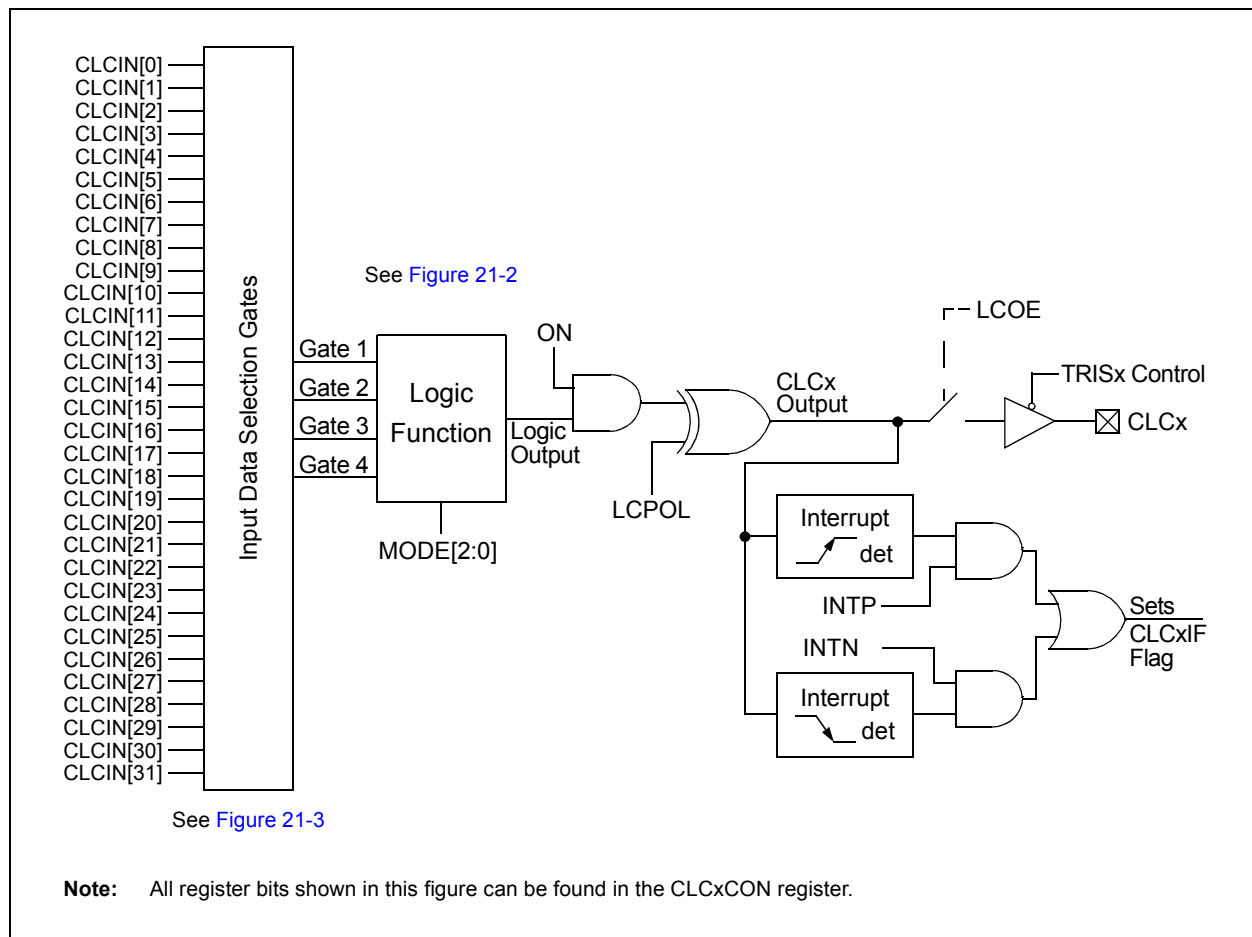 CLCIN[0]
CLCIN[1]
CLCIN[2]
CLCIN[3]
CLCIN[4]
CLCIN[5]
CLCIN[6]
CLCIN[7]
CLCIN[8]
CLCIN[9]
CLCIN[10]
CLCIN[11]
CLCIN[12]
CLCIN[13]
CLCIN[14]
CLCIN[15]
CLCIN[16]
CLCIN[17]
CLCIN[18]
CLCIN[19]
CLCIN[20]
CLCIN[21]
CLCIN[22]
CLCIN[23]
CLCIN[24]
CLCIN[25]
CLCIN[26]
CLCIN[27]
CLCIN[28]
CLCIN[29]
CLCIN[30]
CLCIN[31]
Input Data Selection Gates
See Figure 21-3
See Figure 21-2
Gate 1
Gate 2
Gate 3
Gate 4
Logic
Function
MODE[2:0]
Logic
Output
ON
LCPOL
CLCx
Output
LCOE
TRISx Control
CLCx
Interrupt
det
INTP
INTN
Interrupt
det
Sets
CLCxIF
Flag
Note: All register bits shown in this figure can be found in the CLCxCON register.